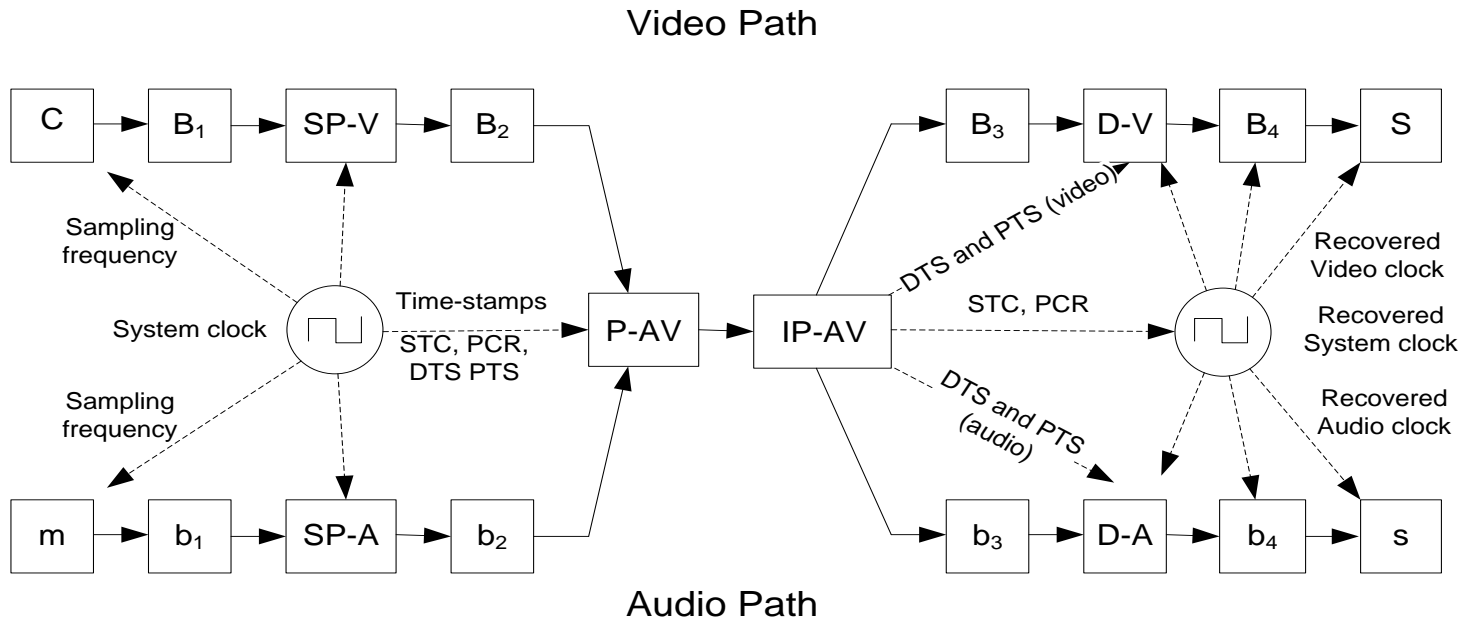 Video Path
C
B₁
SP-V
B₂
B₃
D-V
B₄
S
Sampling
frequency
DTS and PTS (video)
Recovered
Video clock
System clock
Time-stamps
STC, PCR,
DTS PTS
P-AV
IP-AV
STC, PCR
Recovered
System clock
Sampling
frequency
DTS and PTS
(audio)
Recovered
Audio clock
m
b₁
SP-A
b₂
b₃
D-A
b₄
s
Audio Path